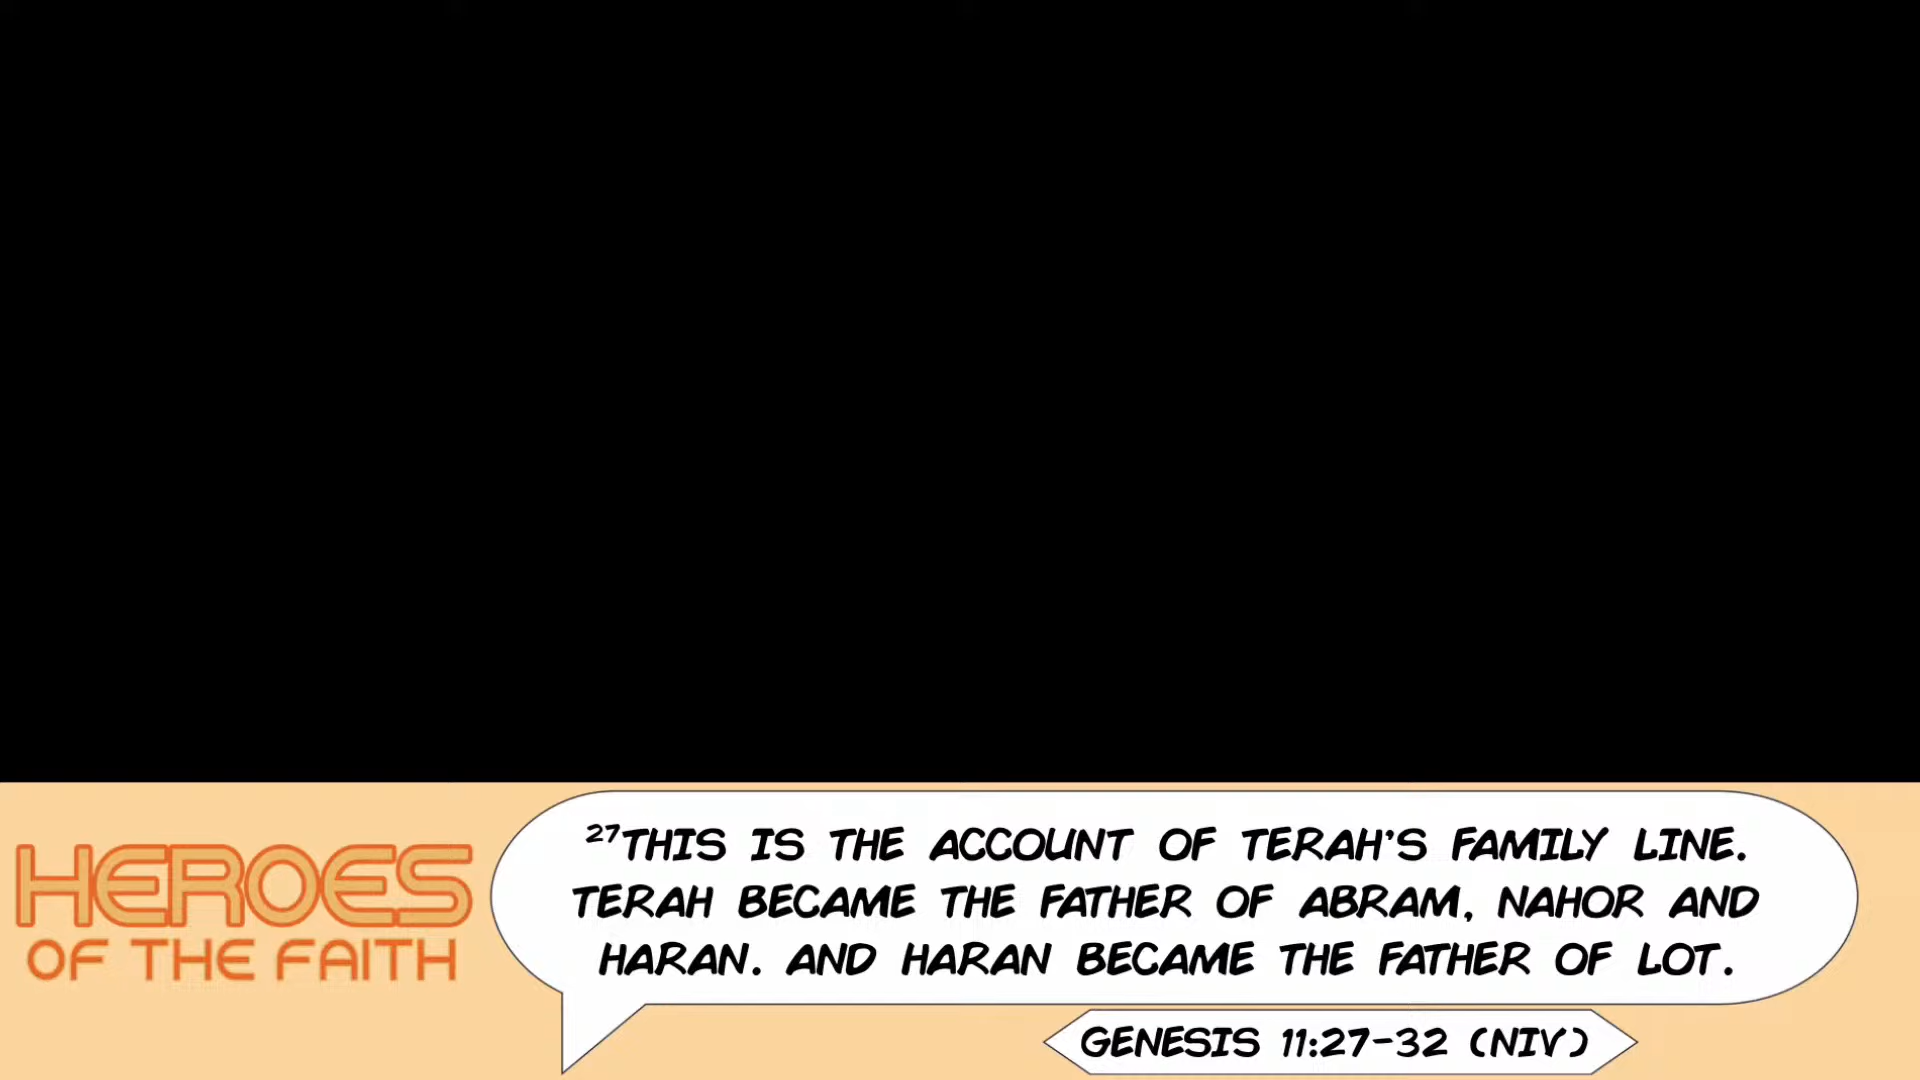 HEROES
OF THE FAITH
²⁷THIS IS THE ACCOUNT OF TERAH'S FAMILY LINE.
TERAH BECAME THE FATHER OF ABRAM, NAHOR AND
HARAN. AND HARAN BECAME THE FATHER OF LOT.
GENESIS 11:27-32 (NIV)